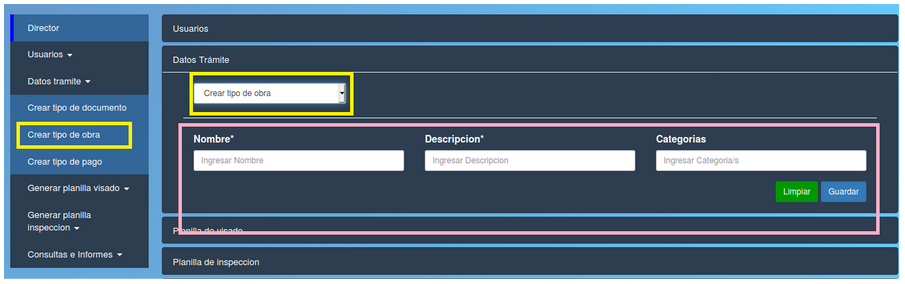 Director
Usuarios
Datos tramite
Crear tipo de documento
Crear tipo de obra
Crear tipo de pago
Generar planilla visado
Generar planilla
inspeccion
Consultas e Informes
Usuarios
Datos Trámite
Crear tipo de obra
Nombre* Descripcion* Categorias
Ingresar Nombre Ingresar Descripcion Ingresar Categoria/s
Limpiar Guardar
Planilla de visado
Planilla de inspeccion